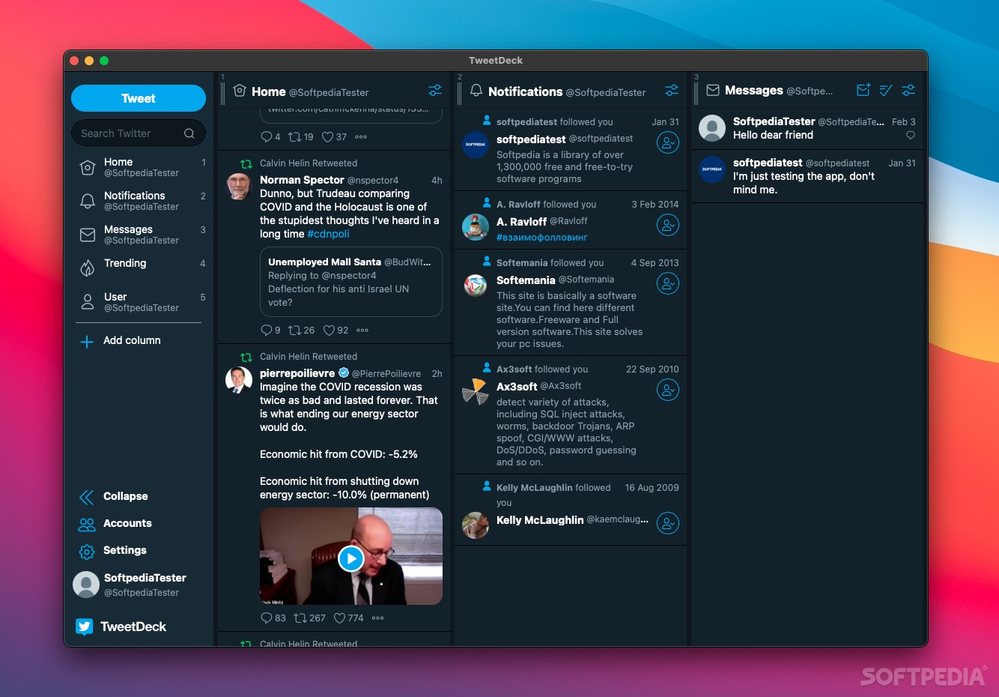 TweetDeck
Tweet
Search Twitter
Home 1
@SoftpediaTester
Notifications 2
@SoftpediaTester
Messages 3
@SoftpediaTester
Trending 4
User 5
@SoftpediaTester
Add column
Collapse
Accounts
Settings
SoftpediaTester
@SoftpediaTester
TweetDeck
1
Home @SoftpediaTester
4 19 37
Calvin Helin Retweeted
Norman Spector @nspector4 4h
Dunno, but Trudeau comparing
COVID and the Holocaust is one of
the stupidest thoughts I've heard in a
long time #cdnpoli
Unemployed Mall Santa @BudWit...
Replying to @nspector4
Deflection for his anti Israel UN
vote?
9 26 92
Calvin Helin Retweeted
pierrepoilievre @PierrePoilievre 2h
Imagine the COVID recession was
twice as bad and lasted forever. That
is what ending our energy sector
would do.
Economic hit from COVID: -5.2%
Economic hit from shutting down
energy sector: -10.0% (permanent)
Mintz
83 267 774
Calvin Helin Retweeted
2
Notifications @SoftpediaTester
softpediatest followed you Jan 31
SOFTPEDIA
softpediatest @softpediatest
Softpedia is a library of over
1,300,000 free and free-to-try
software programs
A. Ravloff followed you 3 Feb 2014
A. Ravloff @Ravloff
#взаимофолловинг
Softemania followed you 4 Sep 2013
Softemania @Softemania
This site is basically a software
site.You can find here different
software.Freeware and Full
version software.This site solves
your pc issues.
Ax3soft followed you 22 Sep 2010
Ax3soft @Ax3soft
detect variety of attacks,
including SQL inject attacks,
worms, backdoor Trojans, ARP
spoof, CGI/WWW attacks,
DoS/DDoS, password guessing
and so on.
Kelly McLaughlin followed 16 Aug 2009
you
Kelly McLaughlin @kaemclaug...
3
Messages @Softpe...
SoftpediaTester @SoftpediaTe... Feb 3
Hello dear friend
SOFTPEDIA
softpediatest @softpediatest Jan 31
I'm just testing the app, don't
mind me.
SOFTPEDIA®